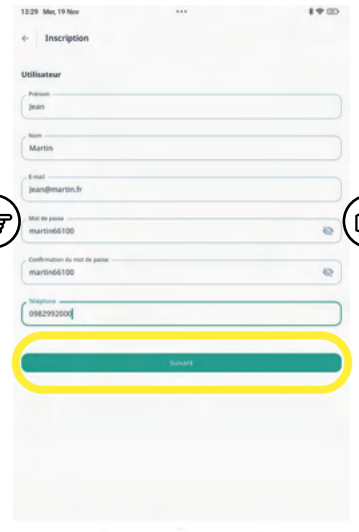 13:29 Mer. 19 Nov
Inscription
Utilisateur
Prénom
Jean
Nom
Martin
E-mail
Jean@martin.fr
Mot de passe
martin66100
Confirmation du mot de passe
martin66100
Téléphone
0982992000
Suivant